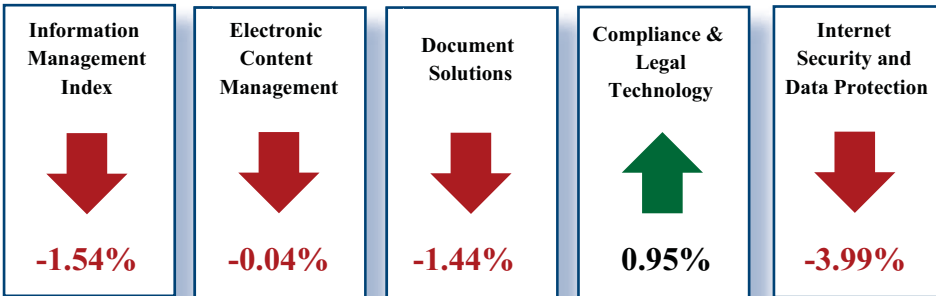 Information
Management
Index
-1.54%
Electronic
Content
Management
-0.04%
Document
Solutions
-1.44%
Compliance &
Legal
Technology
0.95%
Internet
Security and
Data Protection
-3.99%